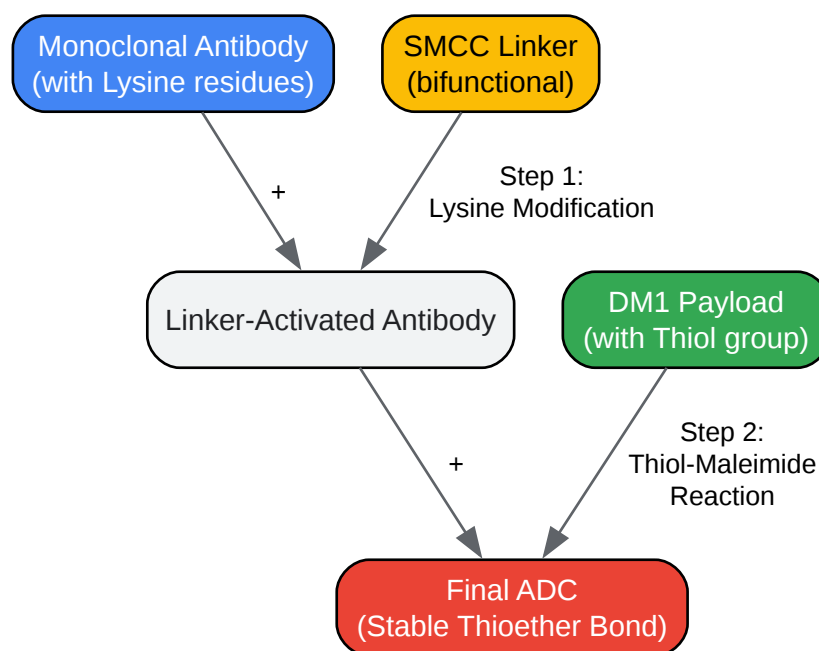 Monoclonal Antibody
(with Lysine residues)
SMCC Linker
(bifunctional)
+
Step 1:
Lysine Modification
Linker-Activated Antibody
DM1 Payload
(with Thiol group)
+
Step 2:
Thiol-Maleimide
Reaction
Final ADC
(Stable Thioether Bond)